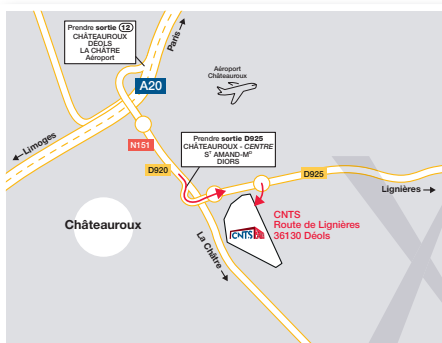 Prendre sortie 12
CHÂTEAUROUX
DÉOLS
LA CHÂTRE
Aéroport
Paris
A20
Aéroport
Châteauroux
Limoges
N151
Prendre sortie D925
CHÂTEAUROUX - CENTRE
Sᵗ AMAND-Mᴰ
DIORS
D920
D925
Lignières
Châteauroux
CNTS
CNTS
Route de Lignières
36130 Déols
La Châtre